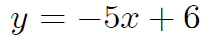 y = −5x + 6